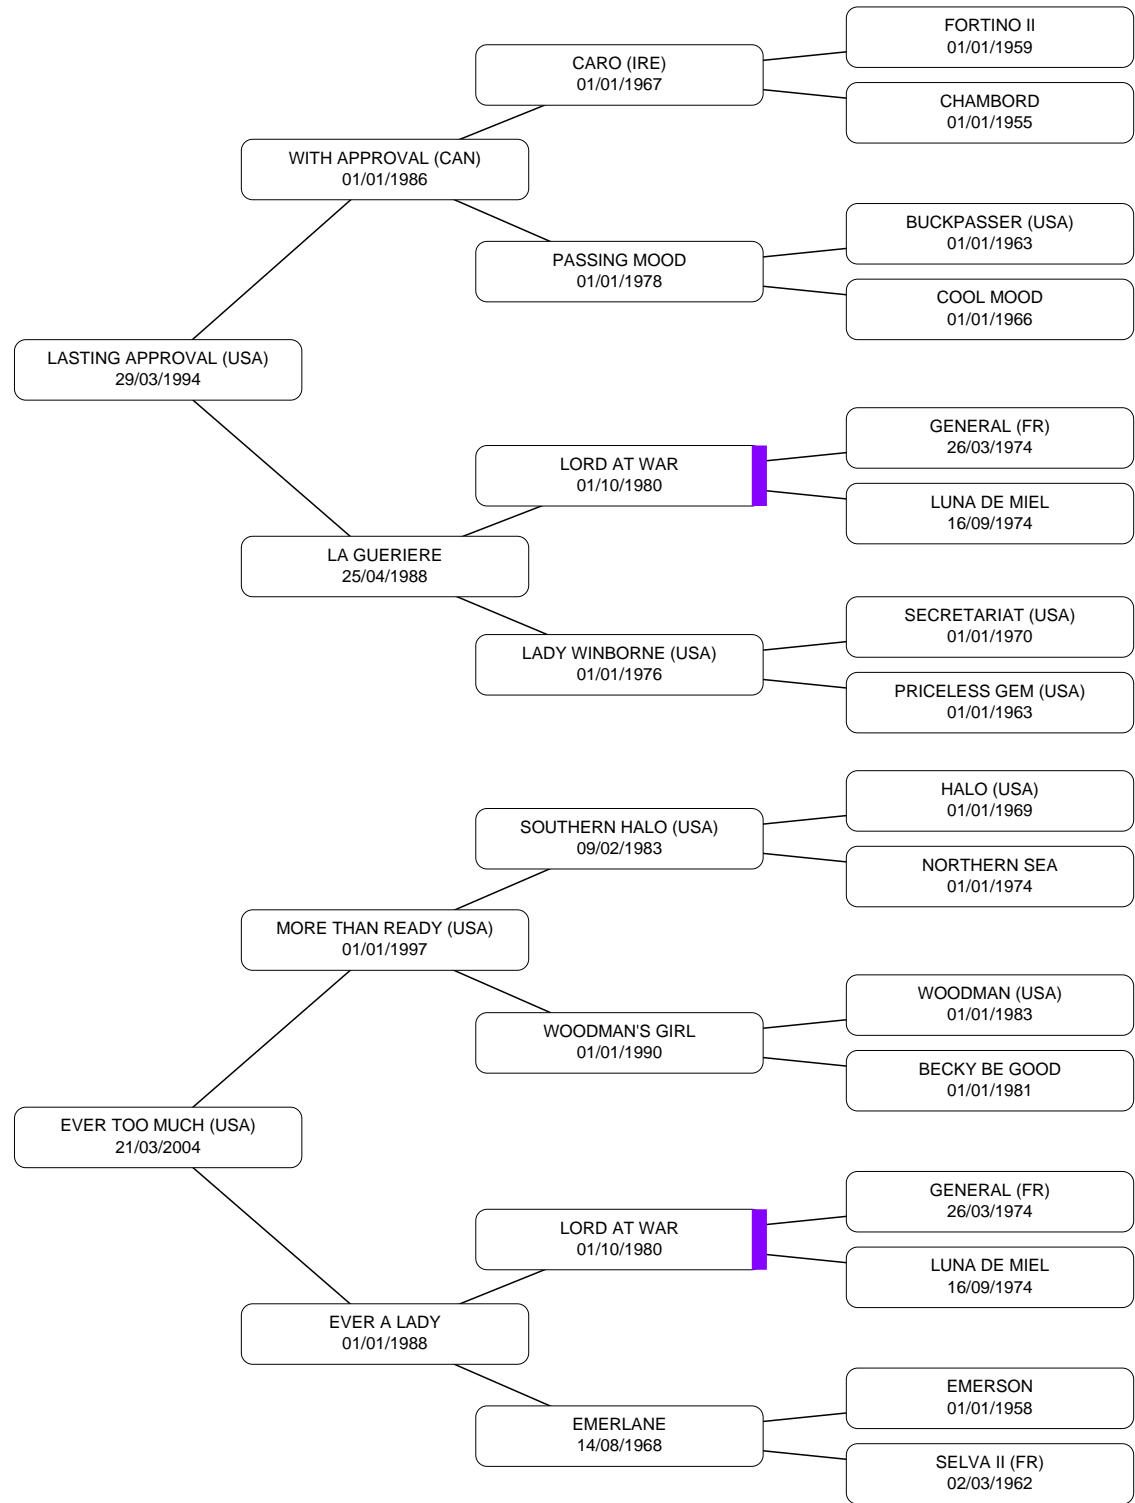 FORTINO II
01/01/1959
CARO (IRE)
01/01/1967
CHAMBORD
01/01/1955
WITH APPROVAL (CAN)
01/01/1986
BUCKPASSER (USA)
01/01/1963
PASSING MOOD
01/01/1978
COOL MOOD
01/01/1966
LASTING APPROVAL (USA)
29/03/1994
GENERAL (FR)
26/03/1974
LORD AT WAR
01/10/1980
LUNA DE MIEL
16/09/1974
LA GUERIERE
25/04/1988
SECRETARIAT (USA)
01/01/1970
LADY WINBORNE (USA)
01/01/1976
PRICELESS GEM (USA)
01/01/1963
HALO (USA)
01/01/1969
SOUTHERN HALO (USA)
09/02/1983
NORTHERN SEA
01/01/1974
MORE THAN READY (USA)
01/01/1997
WOODMAN (USA)
01/01/1983
WOODMAN'S GIRL
01/01/1990
BECKY BE GOOD
01/01/1981
EVER TOO MUCH (USA)
21/03/2004
GENERAL (FR)
26/03/1974
LORD AT WAR
01/10/1980
LUNA DE MIEL
16/09/1974
EVER A LADY
01/01/1988
EMERSON
01/01/1958
EMERLANE
14/08/1968
SELVA II (FR)
02/03/1962